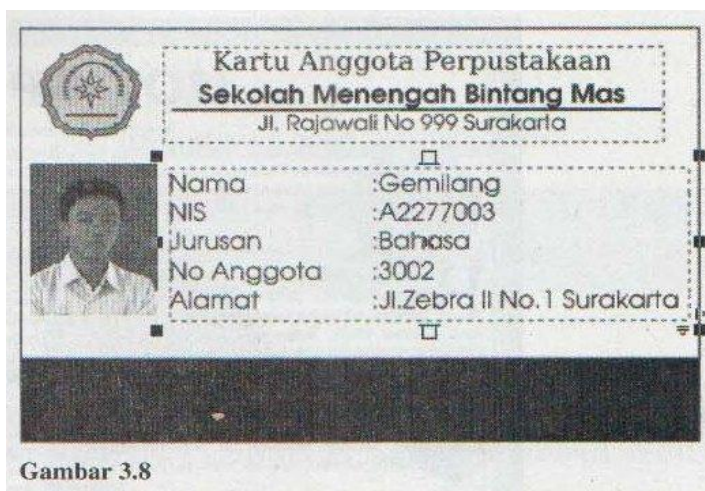 Kartu Anggota Perpustakaan
Sekolah Menengah Bintang Mas
Jl. Rajawali No 999 Surakarta
Nama :Gemilang
NIS :A2277003
Jurusan :Bahasa
No Anggota :3002
Alamat :Jl.Zebra II No.1 Surakarta
Gambar 3.8